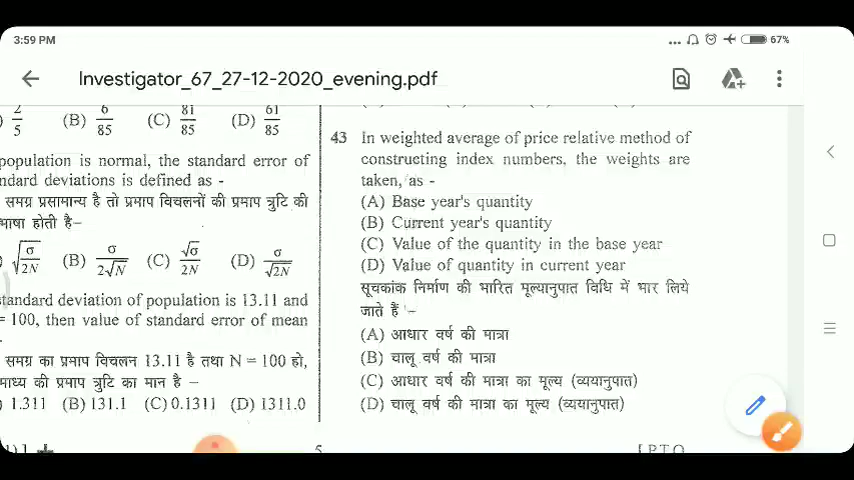 3:59 PM
... 67%
Investigator_67_27-12-2020_evening.pdf
2/5 (B) 6/85 (C) 81/85 (D) 61/85
population is normal, the standard error of
ndard deviations is defined as -
समग्र प्रसामान्य है तो प्रमाप विचलनों की प्रमाप त्रुटि की
भाषा होती है–
√(σ/2N) (B) σ/2√N (C) √σ/2N (D) σ/√2N
tandard deviation of population is 13.11 and
= 100, then value of standard error of mean
समग्र का प्रमाप विचलन 13.11 है तथा N = 100 हो,
माध्य की प्रमाप त्रुटि का मान है –
1.311 (B) 131.1 (C) 0.1311 (D) 1311.0
43 In weighted average of price relative method of
constructing index numbers, the weights are
taken, as -
(A) Base year's quantity
(B) Current year's quantity
(C) Value of the quantity in the base year
(D) Value of quantity in current year
सूचकांक निर्माण की भारित मूल्यानुपात विधि में भार लिये
जाते हैं –
(A) आधार वर्ष की मात्रा
(B) चालू वर्ष की मात्रा
(C) आधार वर्ष की मात्रा का मूल्य (व्ययानुपात)
(D) चालू वर्ष की मात्रा का मूल्य (व्ययानुपात)
5
[ P.T.O.